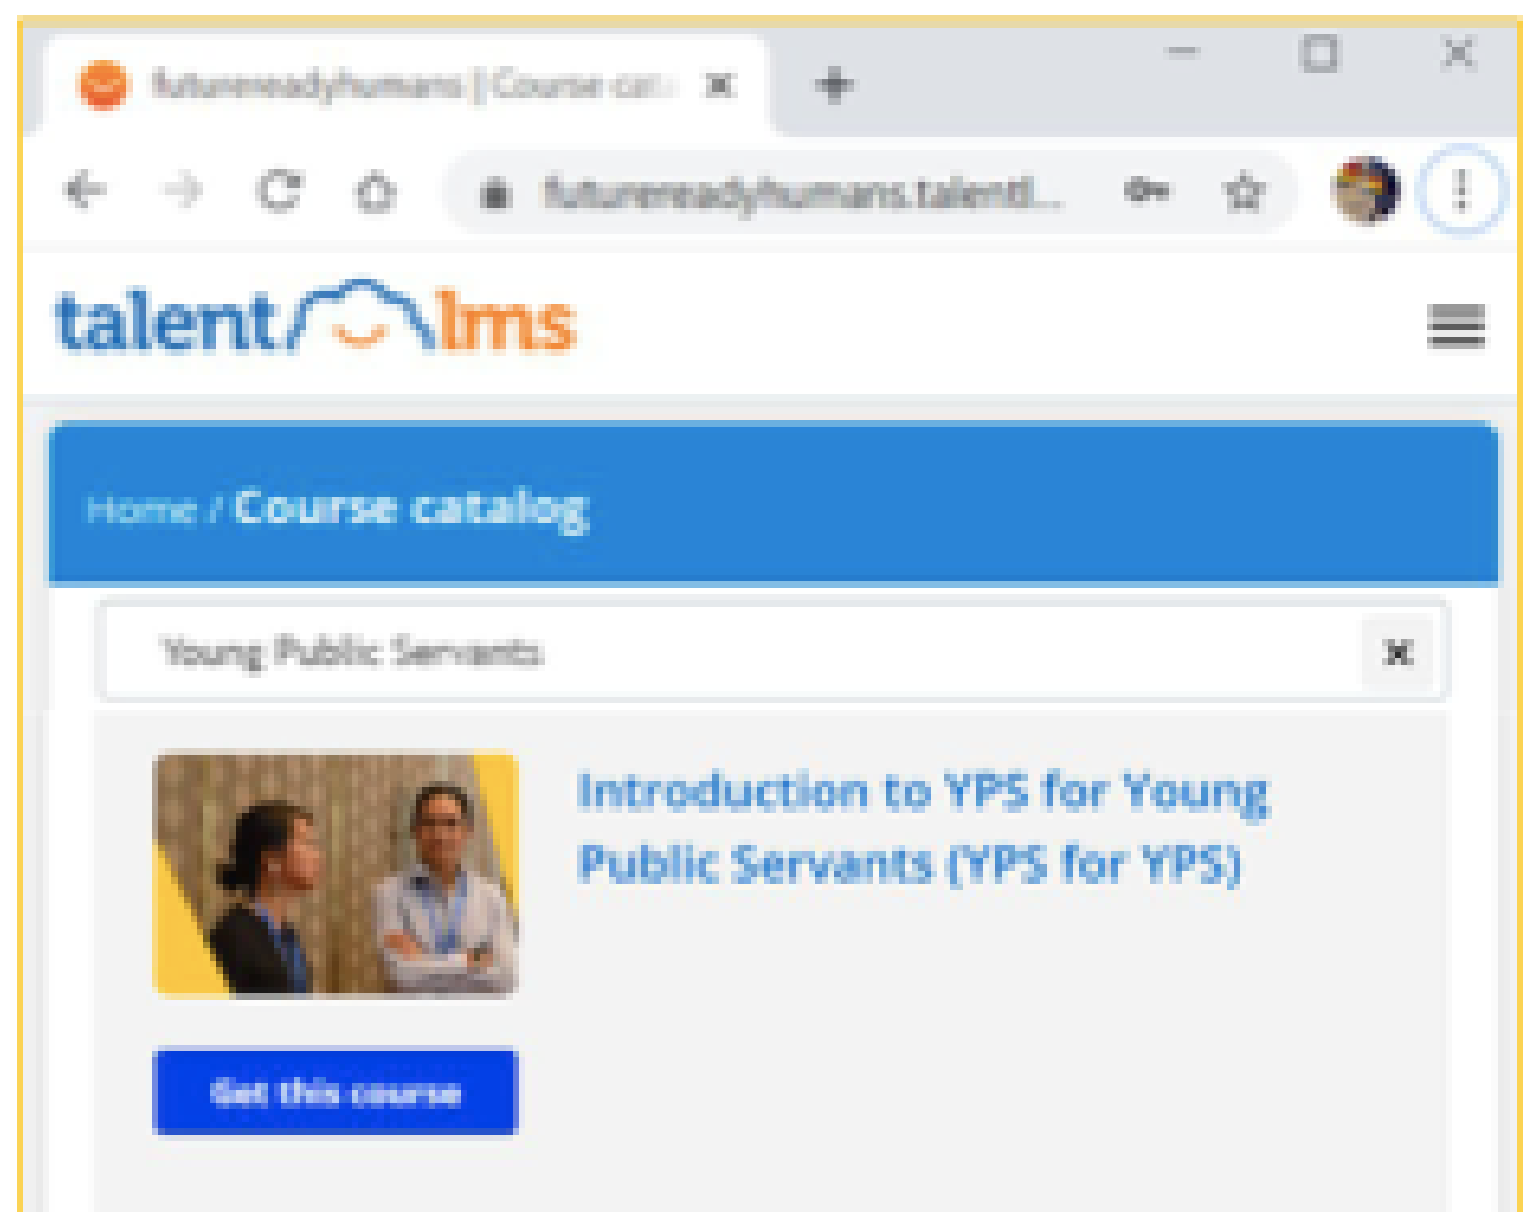 futurereadyhumans | Course cat
futurereadyhumans.talentl...
talent lms
Home / Course catalog
Young Public Servants
Introduction to YPS for Young
Public Servants (YPS for YPS)
Get this course